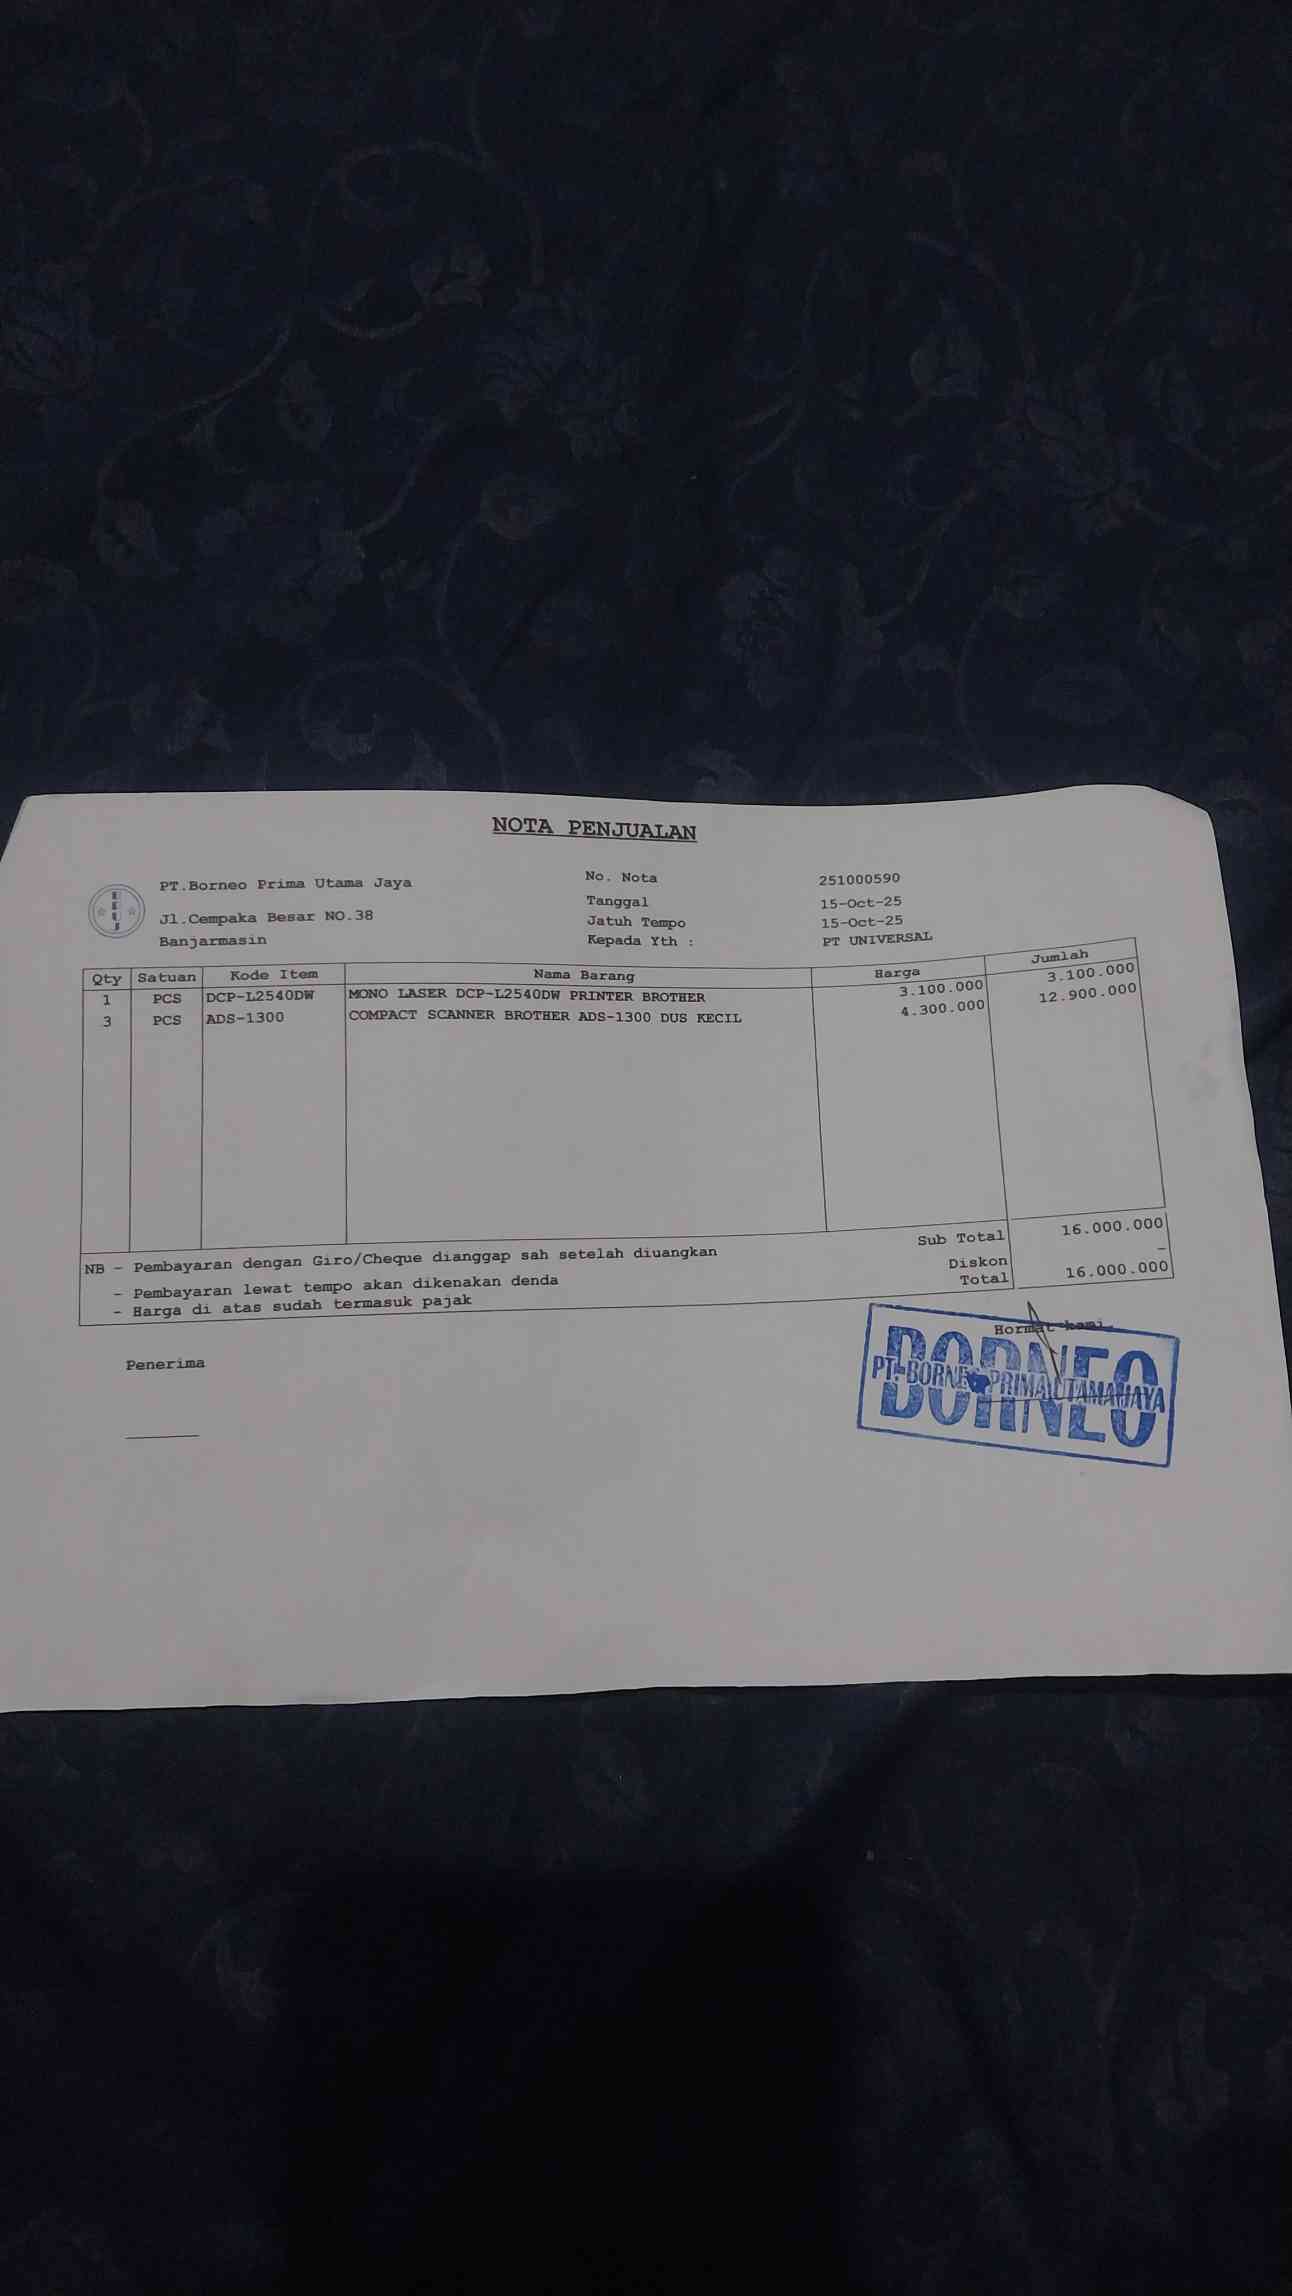 NOTA PENJUALAN
PT.Borneo Prima Utama Jaya
Jl.Cempaka Besar NO.38
Banjarmasin
No. Nota 251000590
Tanggal 15-Oct-25
Jatuh Tempo 15-Oct-25
Kepada Yth : PT UNIVERSAL
Qty Satuan Kode Item Nama Barang Harga Jumlah
1 PCS DCP-L2540DW MONO LASER DCP-L2540DW PRINTER BROTHER 3.100.000 3.100.000
3 PCS ADS-1300 COMPACT SCANNER BROTHER ADS-1300 DUS KECIL 4.300.000 12.900.000
NB - Pembayaran dengan Giro/Cheque dianggap sah setelah diuangkan
- Pembayaran lewat tempo akan dikenakan denda
- Harga di atas sudah termasuk pajak
Sub Total 16.000.000
Diskon -
Total 16.000.000
Penerima
Hormat kami,
BORNEO
PT. BORNEO PRIMA UTAMA JAYA